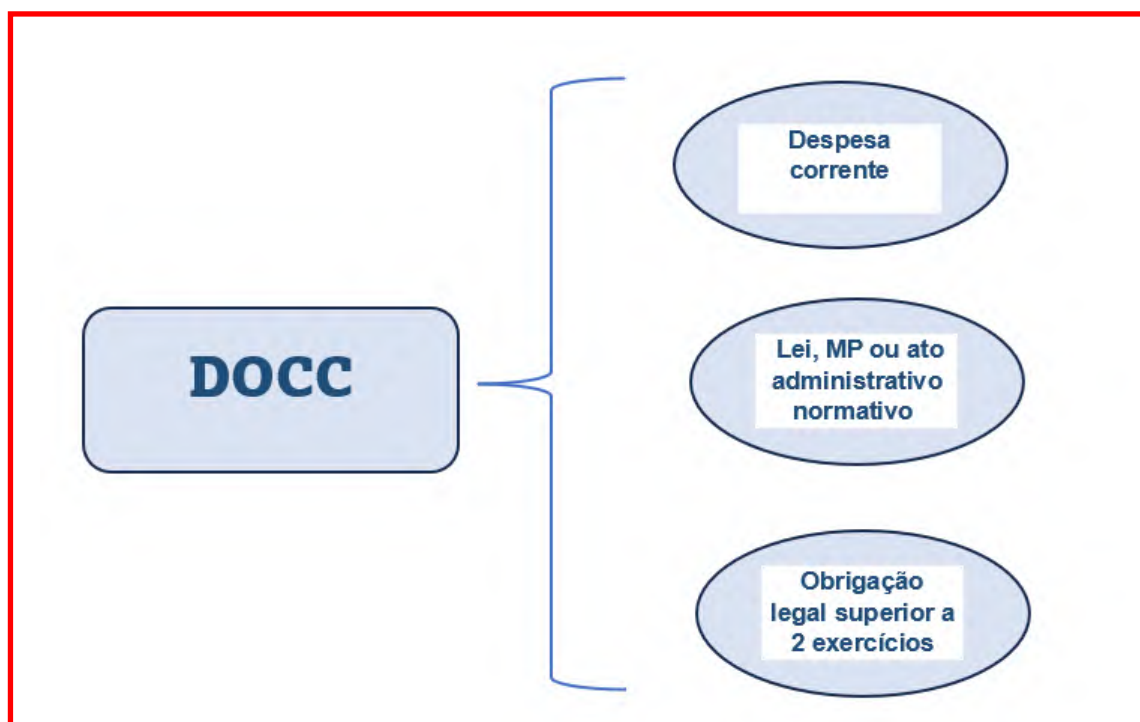 DOCC
Despesa
corrente
Lei, MP ou ato
administrativo
normativo
Obrigação
legal superior a
2 exercícios